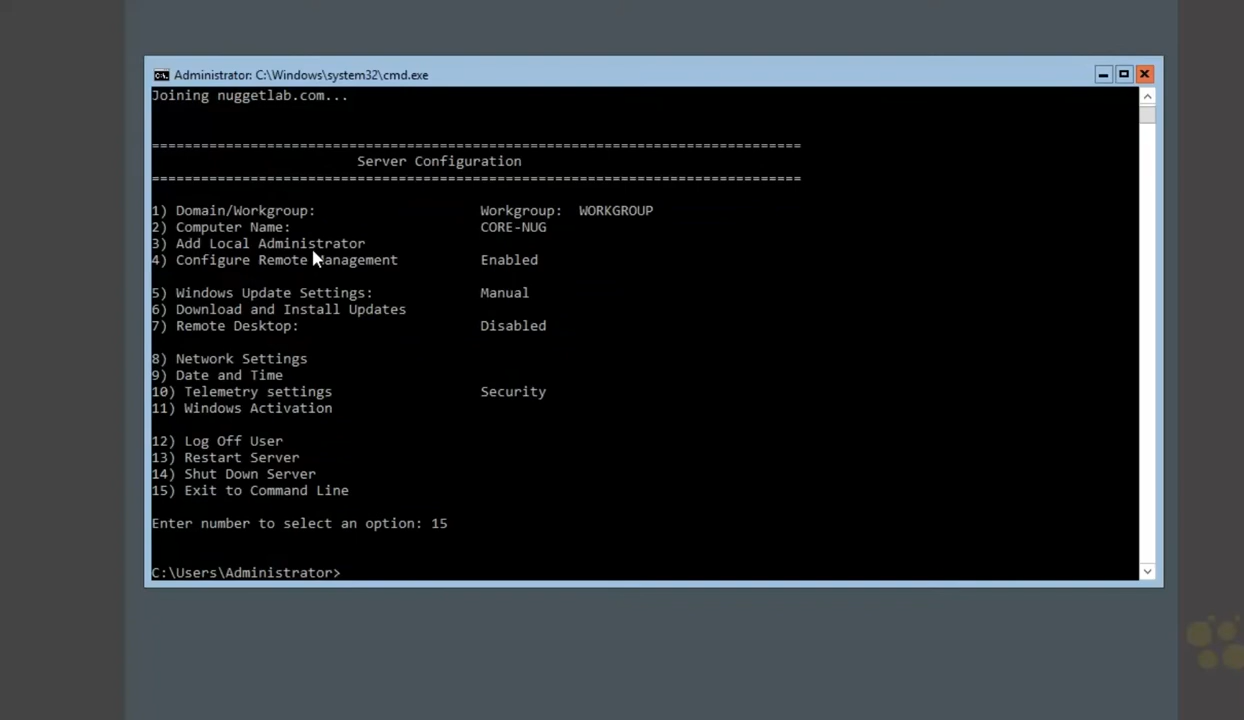 Administrator: C:\Windows\system32\cmd.exe
Joining nuggetlab.com...
===============================================================================
Server Configuration
===============================================================================
1) Domain/Workgroup: Workgroup: WORKGROUP
2) Computer Name: CORE-NUG
3) Add Local Administrator
4) Configure Remote Management Enabled
5) Windows Update Settings: Manual
6) Download and Install Updates
7) Remote Desktop: Disabled
8) Network Settings
9) Date and Time
10) Telemetry settings Security
11) Windows Activation
12) Log Off User
13) Restart Server
14) Shut Down Server
15) Exit to Command Line
Enter number to select an option: 15
C:\Users\Administrator>